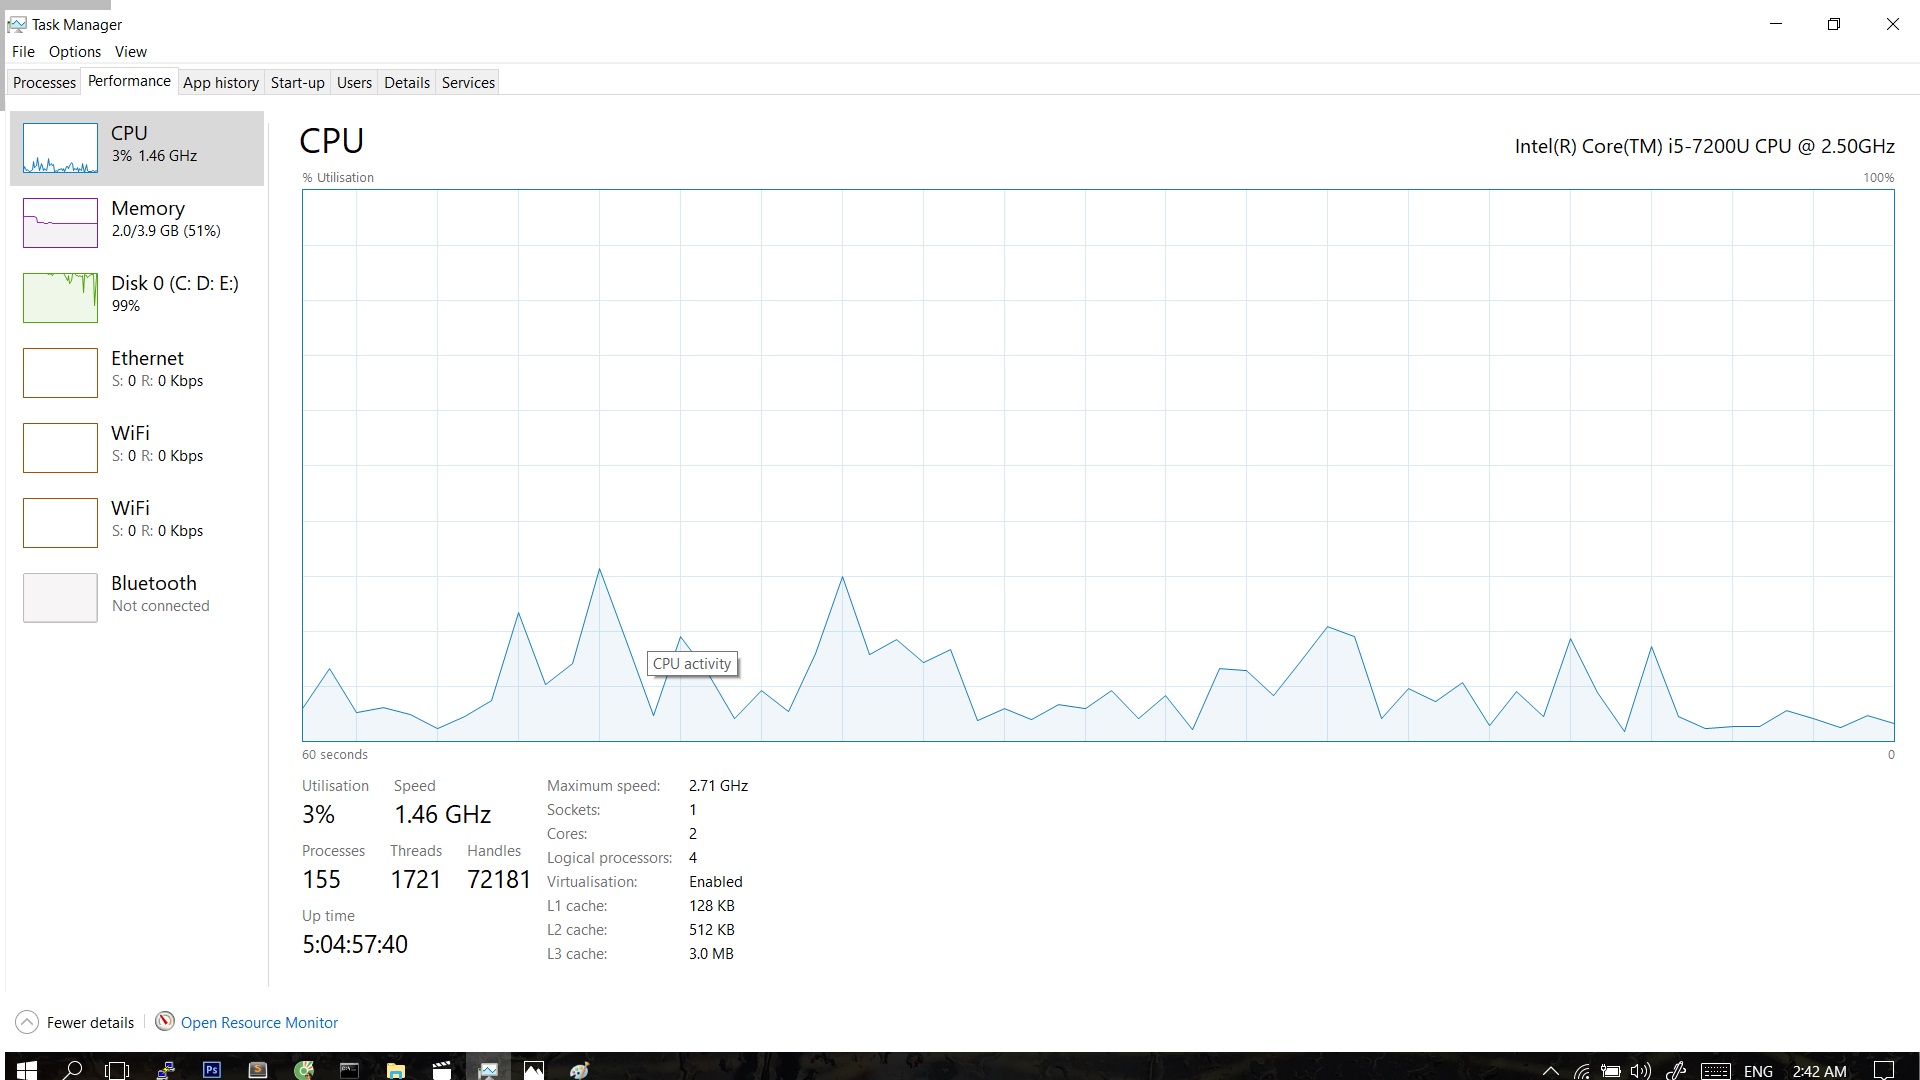 Task Manager
File Options View
Processes Performance App history Start-up Users Details Services
CPU
3% 1.46 GHz
Memory
2.0/3.9 GB (51%)
Disk 0 (C: D: E:)
99%
Ethernet
S: 0 R: 0 Kbps
WiFi
S: 0 R: 0 Kbps
WiFi
S: 0 R: 0 Kbps
Bluetooth
Not connected
CPU
Intel(R) Core(TM) i5-7200U CPU @ 2.50GHz
% Utilisation 100%
CPU activity
60 seconds 0
Utilisation Speed
3% 1.46 GHz
Processes Threads Handles
155 1721 72181
Up time
5:04:57:40
Maximum speed: 2.71 GHz
Sockets: 1
Cores: 2
Logical processors: 4
Virtualisation: Enabled
L1 cache: 128 KB
L2 cache: 512 KB
L3 cache: 3.0 MB
Fewer details Open Resource Monitor
Ps S ENG 2:42 AM